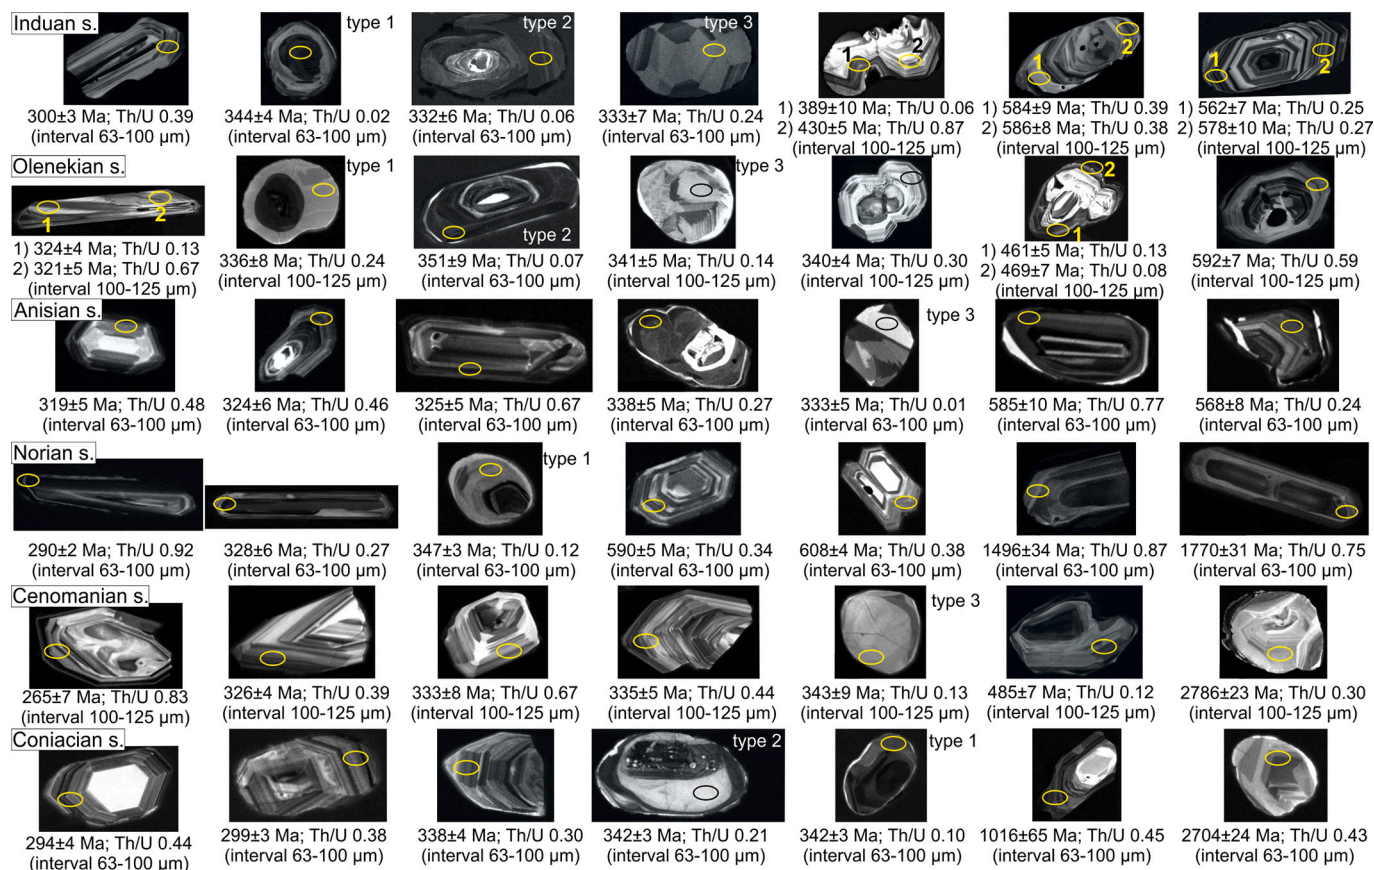 Induan s.
type 1
type 2
type 3
1
2
1
2
1
2
300±3 Ma; Th/U 0.39
(interval 63-100 µm)
344±4 Ma; Th/U 0.02
(interval 63-100 µm)
332±6 Ma; Th/U 0.06
(interval 63-100 µm)
333±7 Ma; Th/U 0.24
(interval 63-100 µm)
1) 389±10 Ma; Th/U 0.06
2) 430±5 Ma; Th/U 0.87
(interval 100-125 µm)
1) 584±9 Ma; Th/U 0.39
2) 586±8 Ma; Th/U 0.38
(interval 100-125 µm)
1) 562±7 Ma; Th/U 0.25
2) 578±10 Ma; Th/U 0.27
(interval 100-125 µm)
Olenekian s.
1
2
type 1
type 2
type 3
2
1
1) 324±4 Ma; Th/U 0.13
2) 321±5 Ma; Th/U 0.67
(interval 100-125 µm)
336±8 Ma; Th/U 0.24
(interval 100-125 µm)
351±9 Ma; Th/U 0.07
(interval 63-100 µm)
341±5 Ma; Th/U 0.14
(interval 100-125 µm)
340±4 Ma; Th/U 0.30
(interval 100-125 µm)
1) 461±5 Ma; Th/U 0.13
2) 469±7 Ma; Th/U 0.08
(interval 100-125 µm)
592±7 Ma; Th/U 0.59
(interval 100-125 µm)
Anisian s.
type 3
319±5 Ma; Th/U 0.48
(interval 63-100 µm)
324±6 Ma; Th/U 0.46
(interval 63-100 µm)
325±5 Ma; Th/U 0.67
(interval 63-100 µm)
338±5 Ma; Th/U 0.27
(interval 63-100 µm)
333±5 Ma; Th/U 0.01
(interval 63-100 µm)
585±10 Ma; Th/U 0.77
(interval 63-100 µm)
568±8 Ma; Th/U 0.24
(interval 63-100 µm)
Norian s.
type 1
290±2 Ma; Th/U 0.92
(interval 63-100 µm)
328±6 Ma; Th/U 0.27
(interval 63-100 µm)
347±3 Ma; Th/U 0.12
(interval 63-100 µm)
590±5 Ma; Th/U 0.34
(interval 63-100 µm)
608±4 Ma; Th/U 0.38
(interval 63-100 µm)
1496±34 Ma; Th/U 0.87
(interval 63-100 µm)
1770±31 Ma; Th/U 0.75
(interval 63-100 µm)
Cenomanian s.
type 3
265±7 Ma; Th/U 0.83
(interval 100-125 µm)
326±4 Ma; Th/U 0.39
(interval 100-125 µm)
333±8 Ma; Th/U 0.67
(interval 100-125 µm)
335±5 Ma; Th/U 0.44
(interval 100-125 µm)
343±9 Ma; Th/U 0.13
(interval 100-125 µm)
485±7 Ma; Th/U 0.12
(interval 100-125 µm)
2786±23 Ma; Th/U 0.30
(interval 100-125 µm)
Coniacian s.
type 2
type 1
294±4 Ma; Th/U 0.44
(interval 63-100 µm)
299±3 Ma; Th/U 0.38
(interval 63-100 µm)
338±4 Ma; Th/U 0.30
(interval 63-100 µm)
342±3 Ma; Th/U 0.21
(interval 63-100 µm)
342±3 Ma; Th/U 0.10
(interval 63-100 µm)
1016±65 Ma; Th/U 0.45
(interval 63-100 µm)
2704±24 Ma; Th/U 0.43
(interval 63-100 µm)